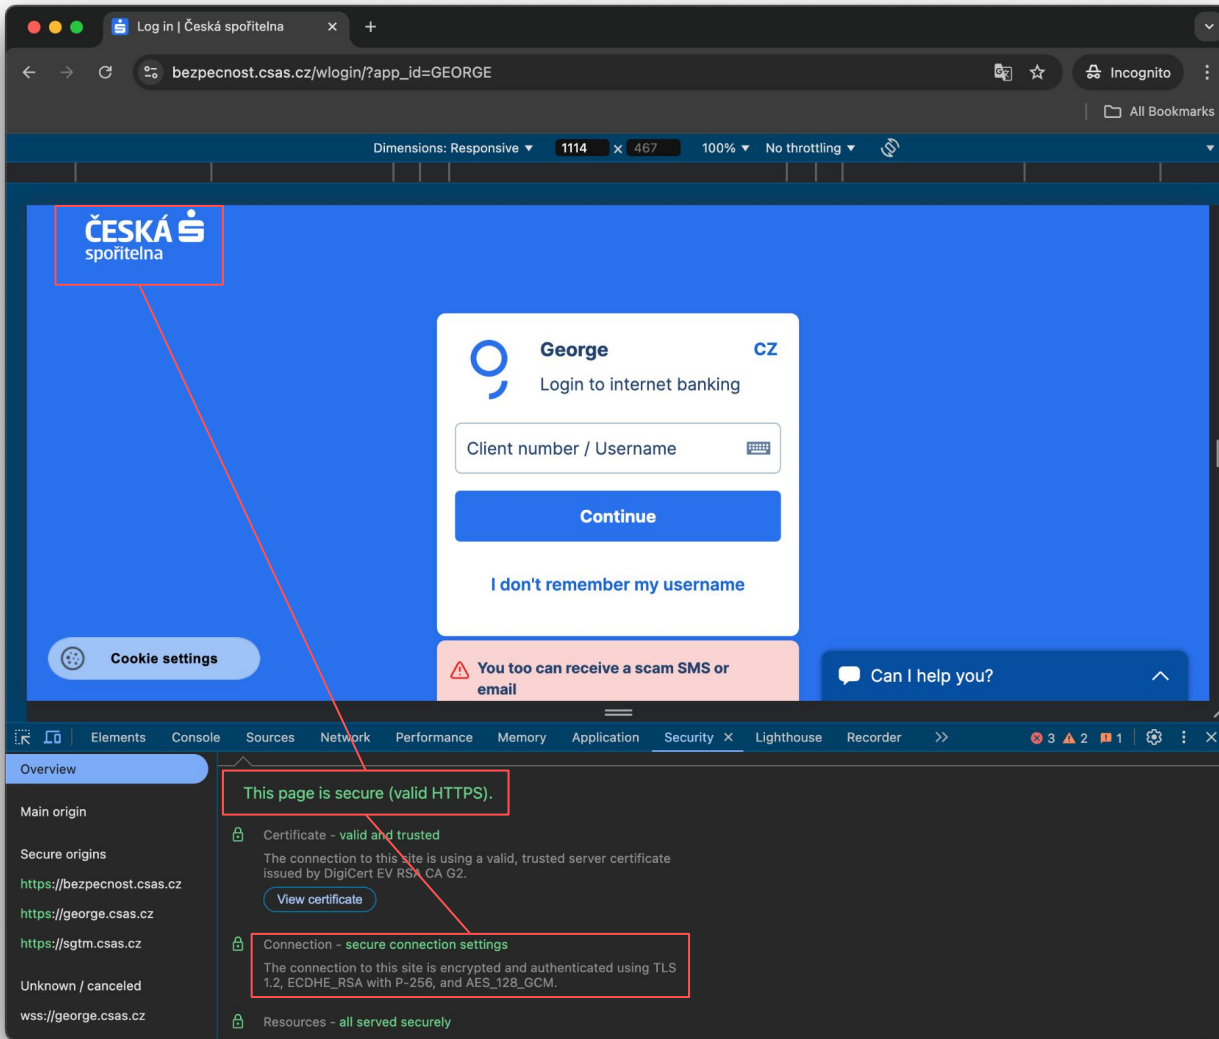 Log in | Česká spořitelna
bezpecnost.csas.cz/wlogin/?app_id=GEORGE
Incognito
All Bookmarks
Dimensions: Responsive 1114 × 467 100% No throttling
ČESKÁ
spořitelna
George CZ
Login to internet banking
Client number / Username
Continue
I don't remember my username
Cookie settings
You too can receive a scam SMS or
email
Can I help you?
Elements Console Sources Network Performance Memory Application Security Lighthouse Recorder 3 2 1
Overview
Main origin
Secure origins
https://bezpecnost.csas.cz
https://george.csas.cz
https://sgtm.csas.cz
Unknown / canceled
wss://george.csas.cz
This page is secure (valid HTTPS).
Certificate - valid and trusted
The connection to this site is using a valid, trusted server certificate
issued by DigiCert EV RSA CA G2.
View certificate
Connection - secure connection settings
The connection to this site is encrypted and authenticated using TLS
1.2, ECDHE_RSA with P-256, and AES_128_GCM.
Resources - all served securely